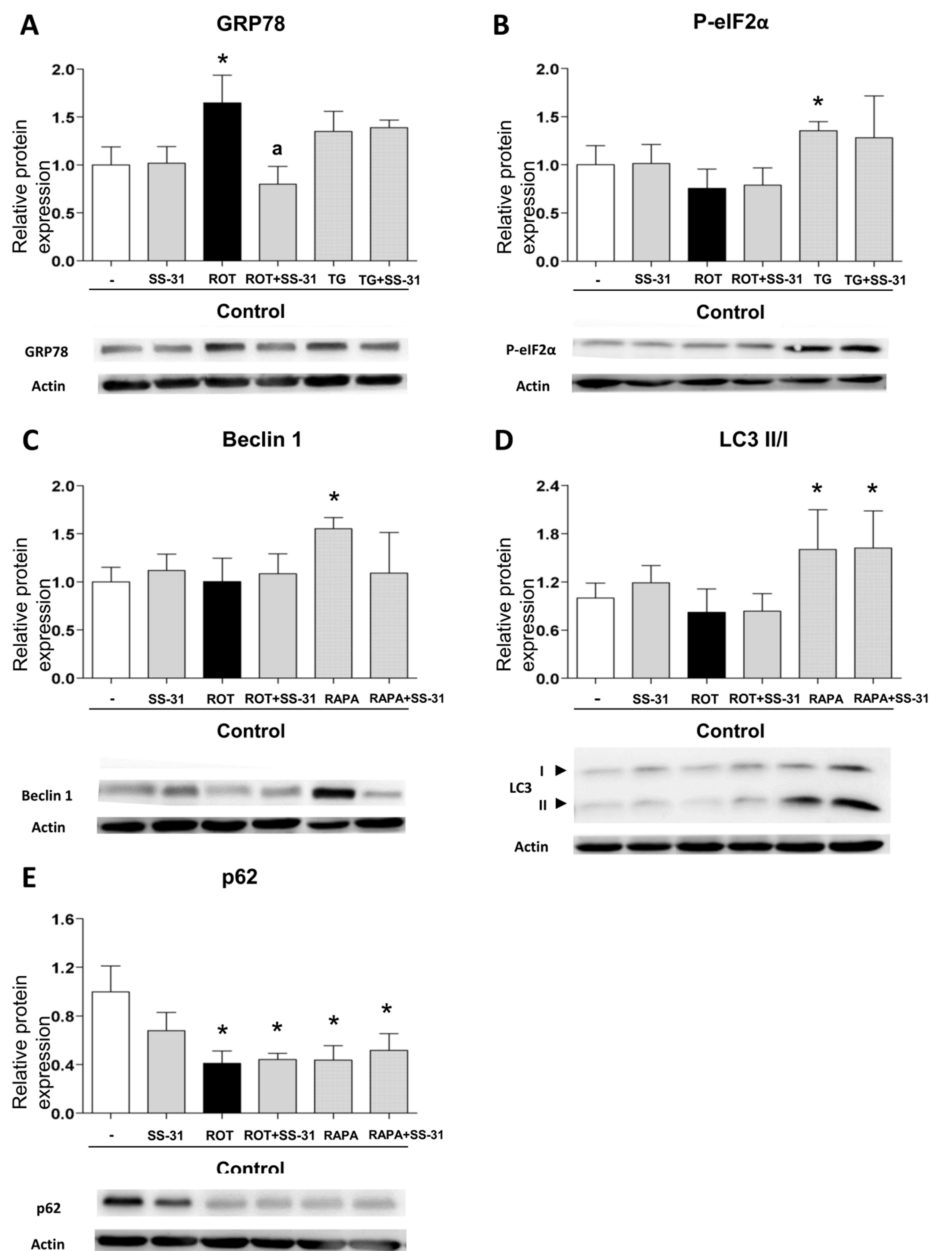 A
GRP78
Relative protein
expression
2.0
1.5
1.0
0.5
0.0
*
a
- SS-31 ROT ROT+SS-31 TG TG+SS-31
Control
GRP78
Actin
B
P-eIF2α
Relative protein
expression
2.0
1.5
1.0
0.5
0.0
*
- SS-31 ROT ROT+SS-31 TG TG+SS-31
Control
P-eIF2α
Actin
C
Beclin 1
Relative protein
expression
2.0
1.5
1.0
0.5
0.0
*
- SS-31 ROT ROT+SS-31 RAPA RAPA+SS-31
Control
Beclin 1
Actin
D
LC3 II/I
Relative protein
expression
2.4
1.8
1.2
0.6
0.0
* *
- SS-31 ROT ROT+SS-31 RAPA RAPA+SS-31
Control
I ►
LC3
II ►
Actin
E
p62
Relative protein
expression
1.6
1.2
0.8
0.4
0.0
* * * *
- SS-31 ROT ROT+SS-31 RAPA RAPA+SS-31
Control
p62
Actin